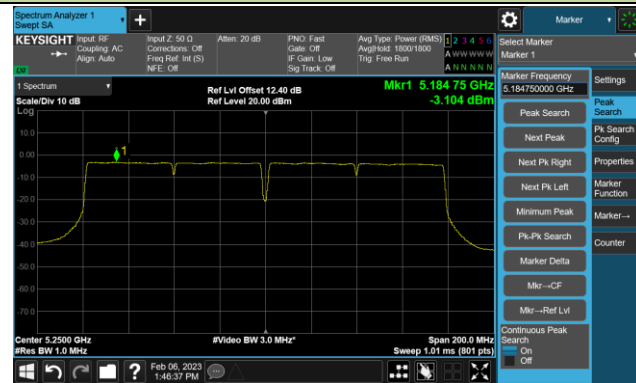 Spectrum Analyzer 1
Swept SA
Marker
KEYSIGHT
Input: RF
Coupling: AC
Align: Auto
Input Z: 50 Ω
Corrections: Off
Freq Ref: Int (S)
NFE: Off
Atten: 20 dB
PNO: Fast
Gate: Off
IF Gain: Low
Sig Track: Off
Avg Type: Power (RMS)
Avg|Hold: 1800/1800
Trig: Free Run
1 2 3 4 5 6
A W W W W W
A N N N N N
Select Marker
Marker 1
1 Spectrum
Scale/Div 10 dB
Log
Ref Lvl Offset 12.40 dB
Ref Level 20.00 dBm
Mkr1 5.184 75 GHz
-3.104 dBm
10.0
0.00
-10.0
-20.0
-30.0
-40.0
-50.0
-60.0
-70.0
1
Center 5.2500 GHz
#Res BW 1.0 MHz
#Video BW 3.0 MHz*
Span 200.0 MHz
Sweep 1.01 ms (801 pts)
Marker Frequency
5.184750000 GHz
Peak Search
Next Peak
Next Pk Right
Next Pk Left
Minimum Peak
Pk-Pk Search
Marker Delta
Mkr→CF
Mkr→Ref Lvl
Continuous Peak
Search
On
Off
Settings
Peak
Search
Pk Search
Config
Properties
Marker
Function
Marker→
Counter
?
Feb 06, 2023
1:46:37 PM